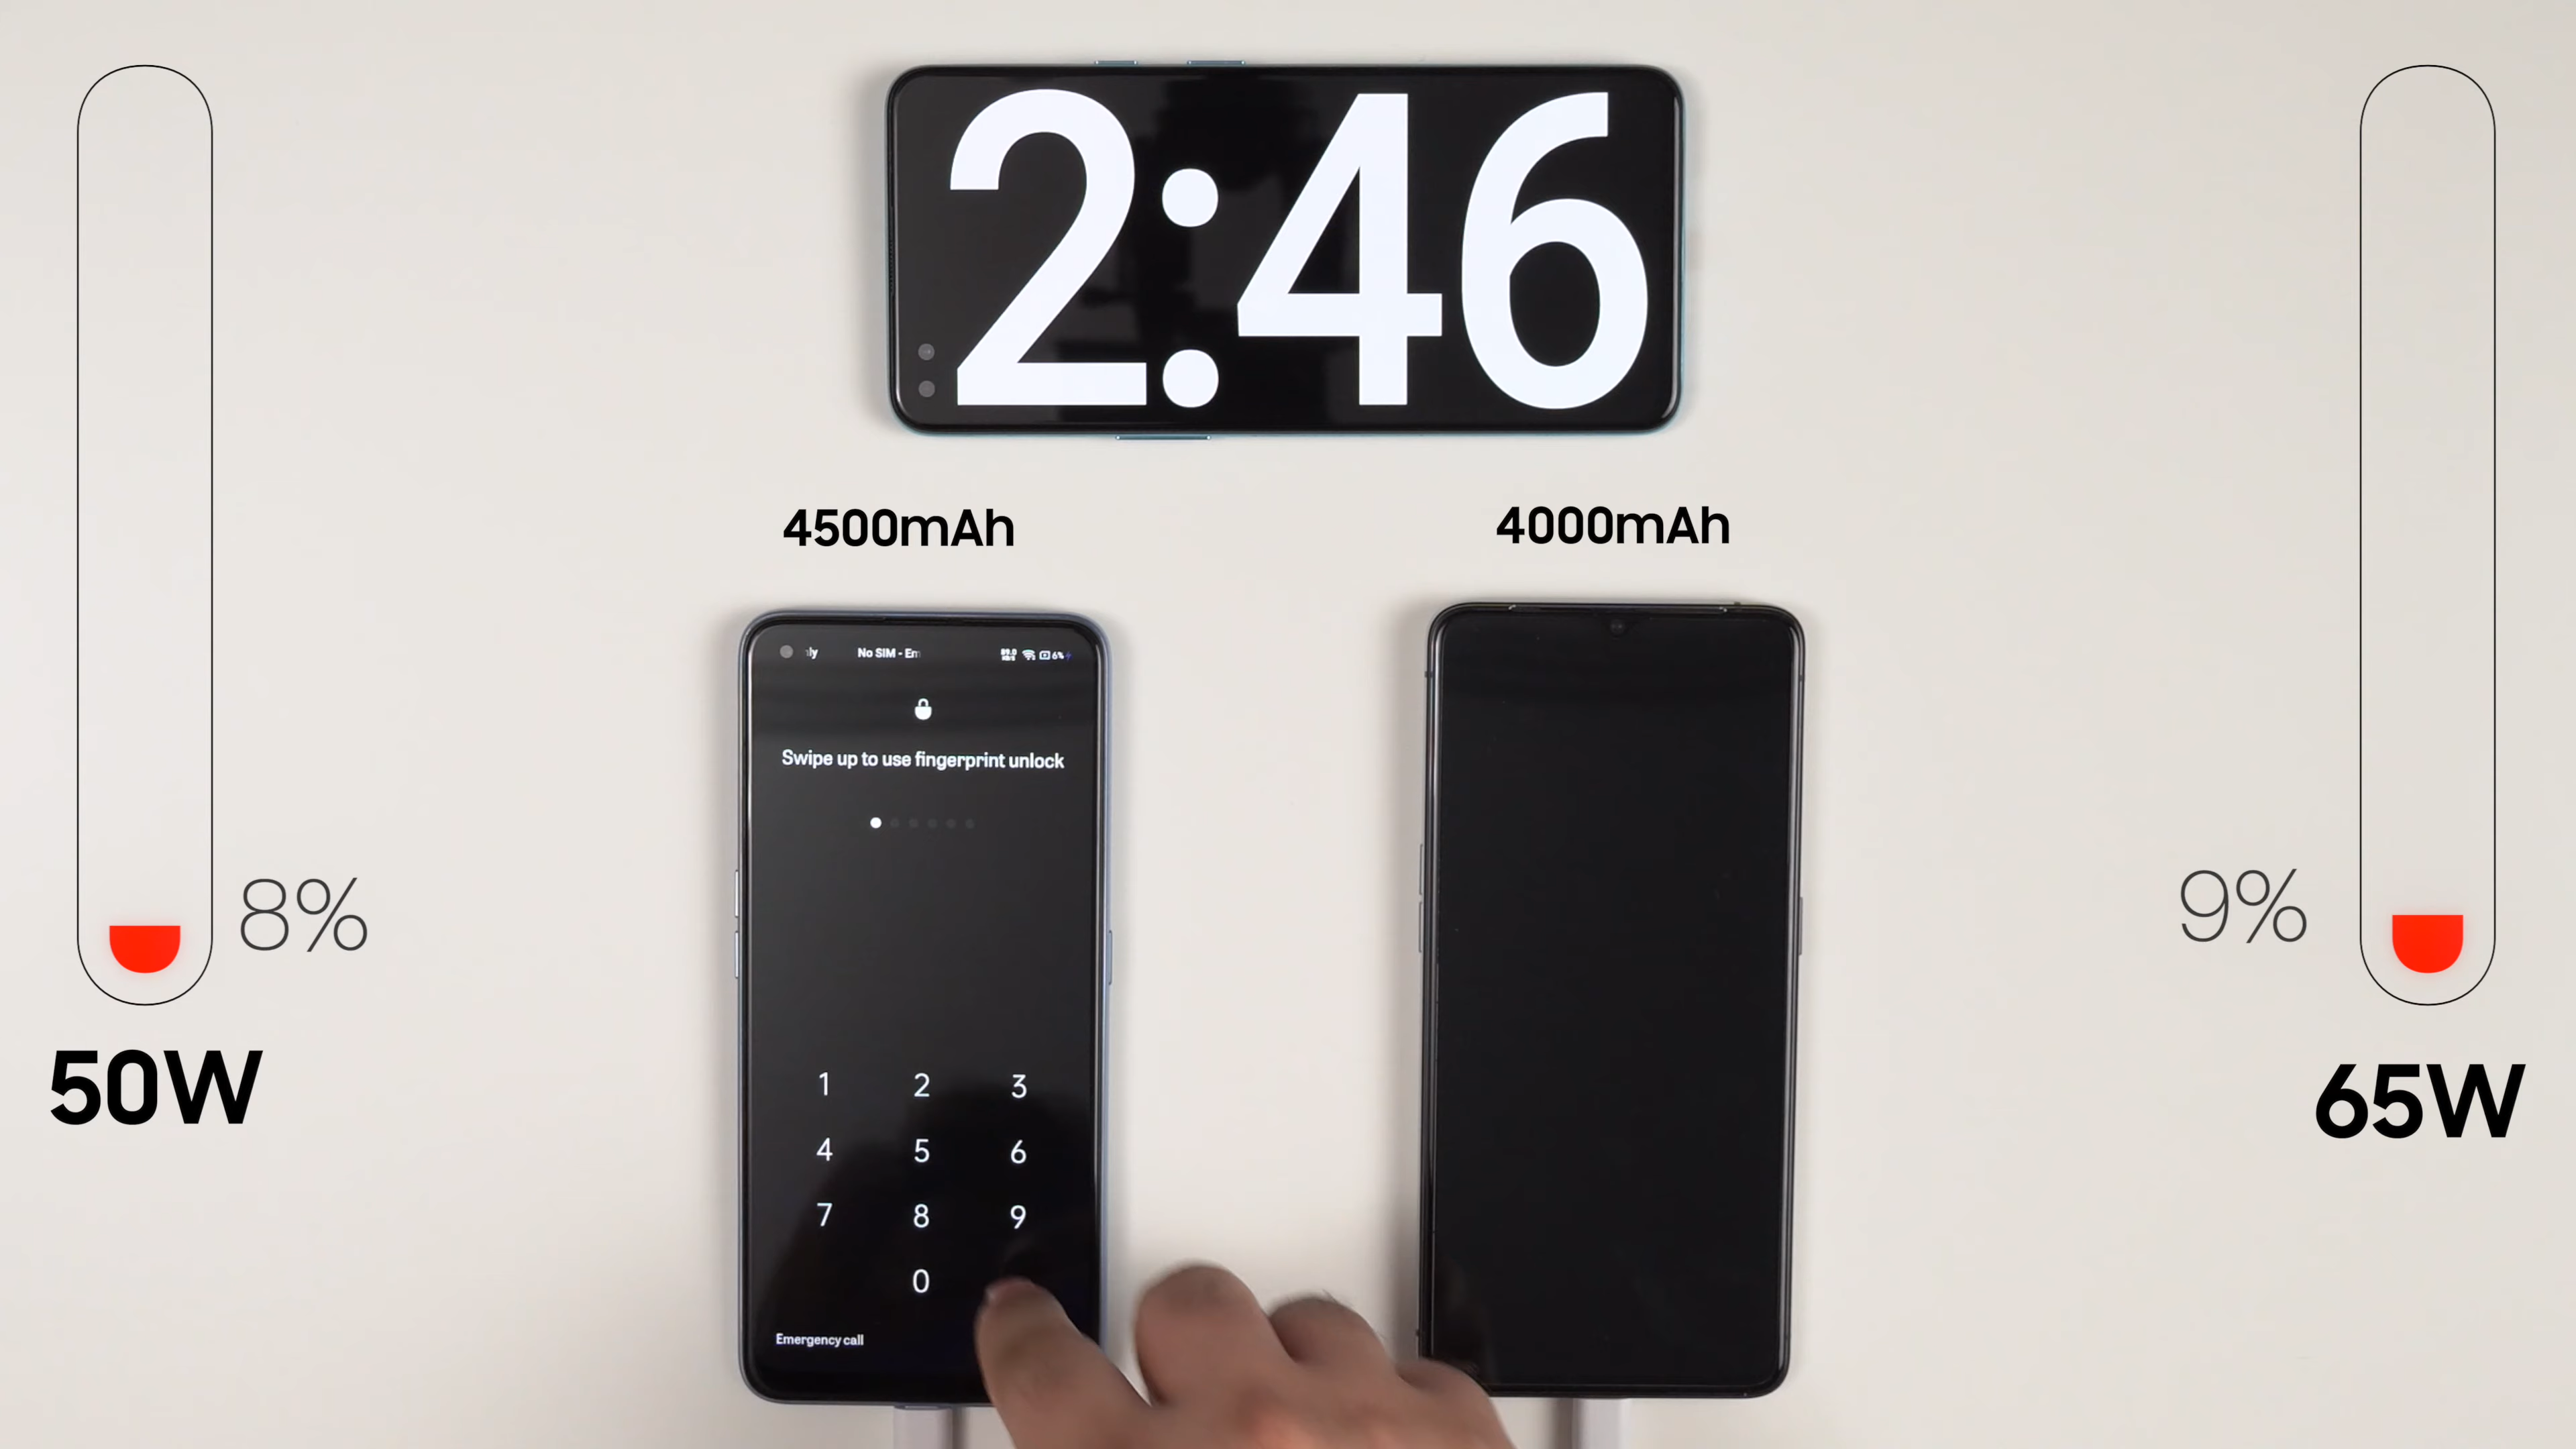 2:46
4500mAh
4000mAh
No SIM - Em
6%
Swipe up to use fingerprint unlock
8%
9%
50W
65W
1 2 3
4 5 6
7 8 9
0
Emergency call